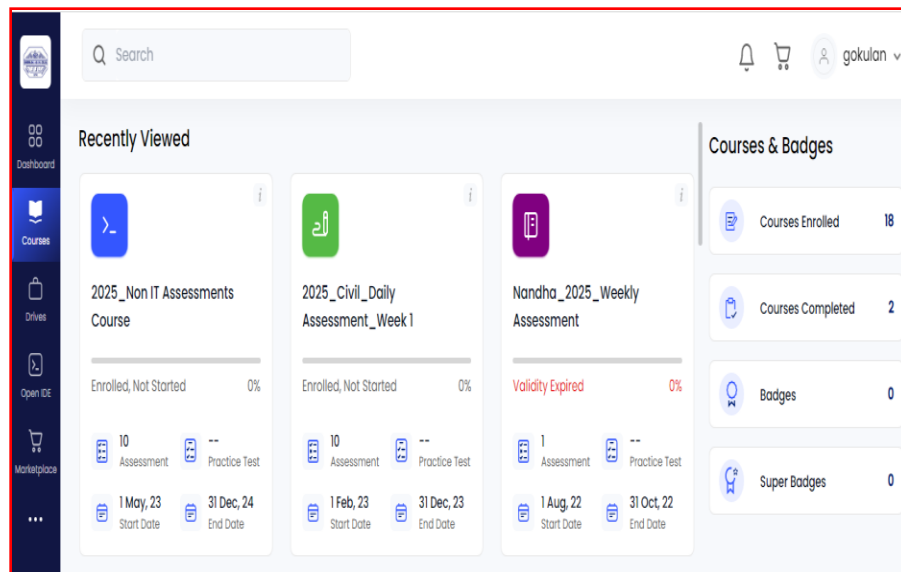 Search
gokulan
Dashboard
Courses
Drives
Open IDE
Marketplace
Recently Viewed
2025_Non IT Assessments
Course
Enrolled, Not Started 0%
10
Assessment
--
Practice Test
1 May, 23
Start Date
31 Dec, 24
End Date
2025_Civil_Daily
Assessment_Week 1
Enrolled, Not Started 0%
10
Assessment
--
Practice Test
1 Feb, 23
Start Date
31 Dec, 23
End Date
Nandha_2025_Weekly
Assessment
Validity Expired 0%
1
Assessment
--
Practice Test
1 Aug, 22
Start Date
31 Oct, 22
End Date
Courses & Badges
Courses Enrolled 18
Courses Completed 2
Badges 0
Super Badges 0